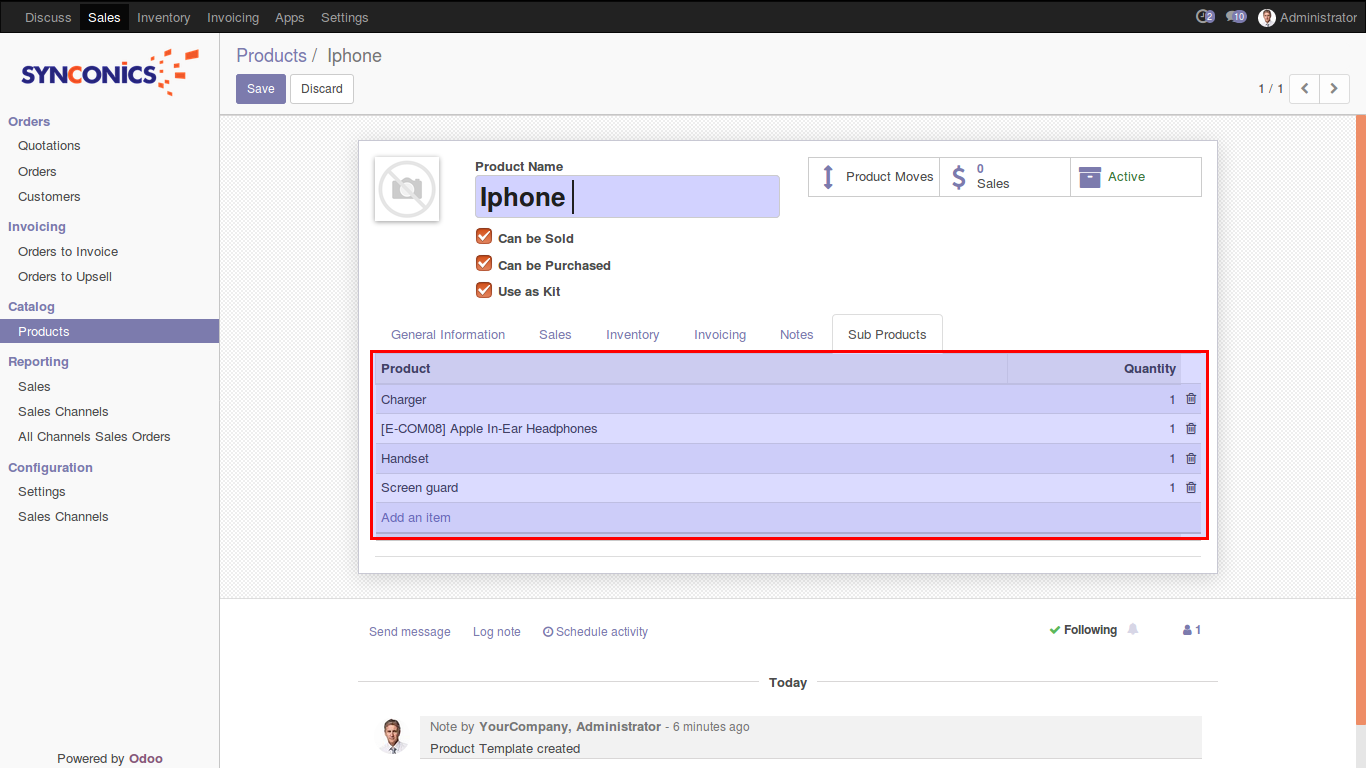 Discuss Sales Inventory Invoicing Apps Settings 2 10 Administrator
SYNCONICS
Products / Iphone
Save Discard 1 / 1
Orders
Quotations
Orders
Customers
Invoicing
Orders to Invoice
Orders to Upsell
Catalog
Products
Reporting
Sales
Sales Channels
All Channels Sales Orders
Configuration
Settings
Sales Channels
Powered by Odoo
Product Name
Iphone
Product Moves
0
Sales
Active
Can be Sold
Can be Purchased
Use as Kit
General Information Sales Inventory Invoicing Notes Sub Products
Product Quantity
Charger 1
[E-COM08] Apple In-Ear Headphones 1
Handset 1
Screen guard 1
Add an item
Send message Log note Schedule activity Following 1
Today
Note by YourCompany, Administrator - 6 minutes ago
Product Template created